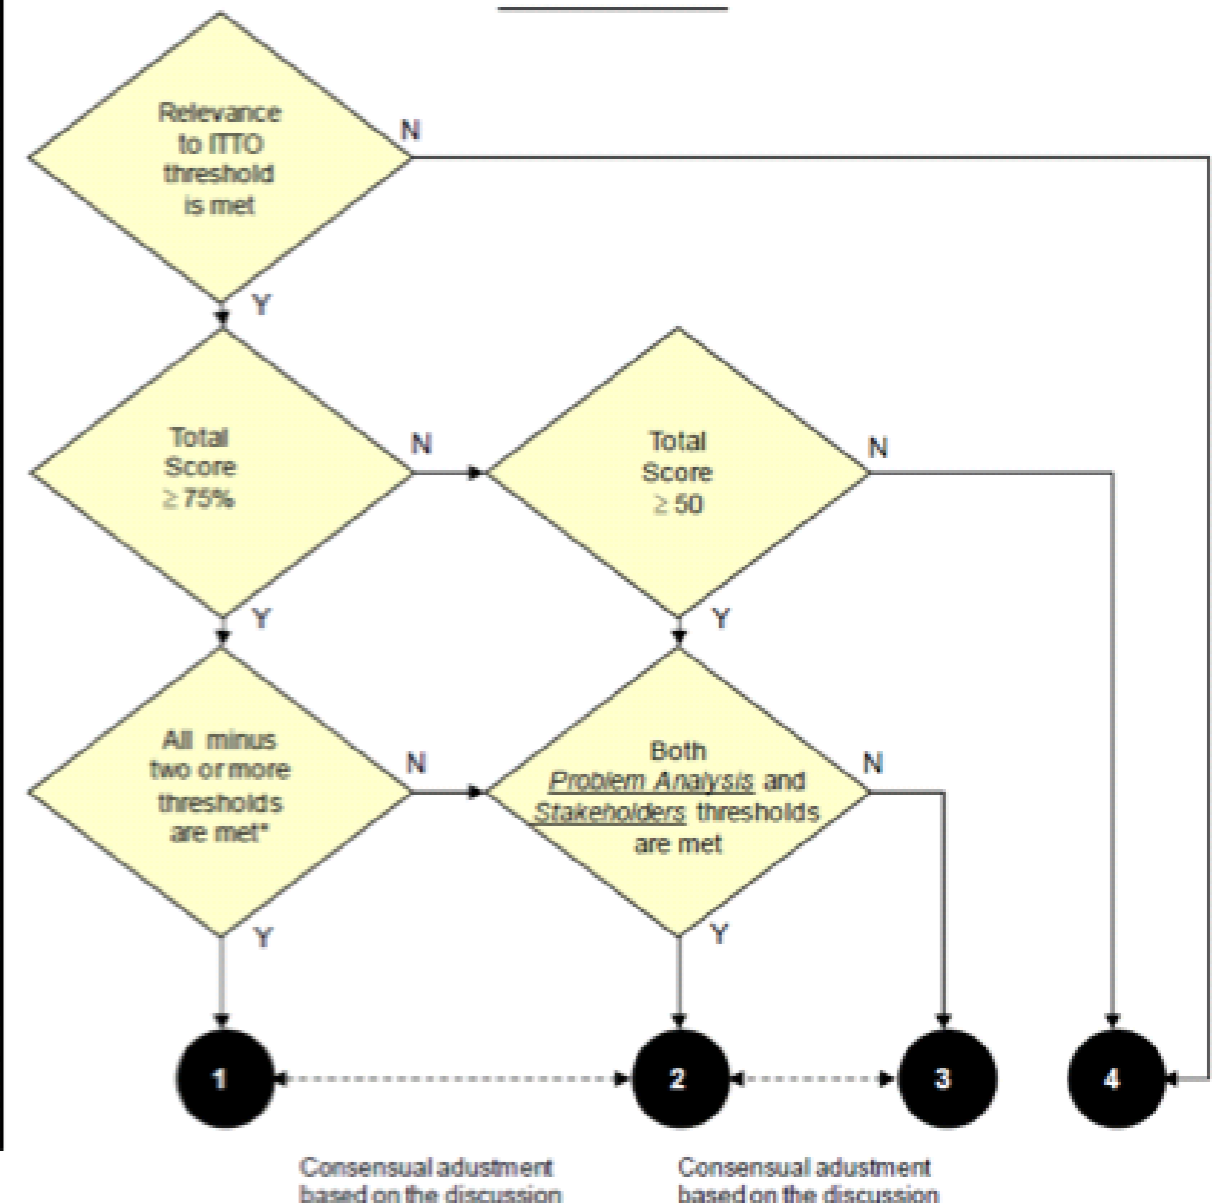 Relevance
to ITTO
threshold
is met
N
Y
Total
Score
≥ 75%
N
Total
Score
≥ 50
N
Y
Y
All minus
two or more
thresholds
are met*
N
Both
Problem Analysis and
Stakeholders thresholds
are met
N
Y
Y
1
2
3
4
Consensual adustment
based on the discussion
Consensual adustment
based on the discussion